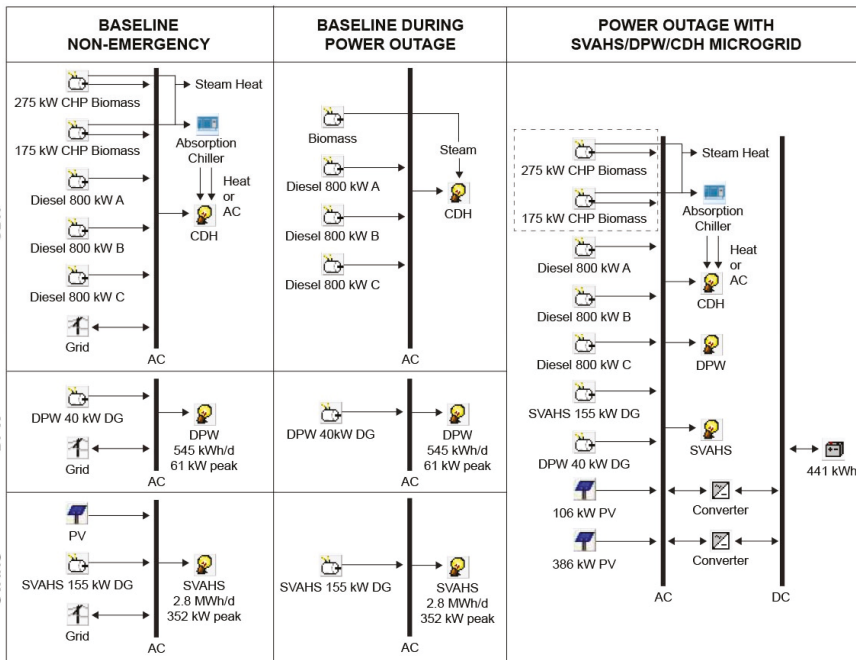 BASELINE
NON-EMERGENCY
BASELINE DURING
POWER OUTAGE
POWER OUTAGE WITH
SVAHS/DPW/CDH MICROGRID
Steam Heat
275 kW CHP Biomass
175 kW CHP Biomass
Absorption
Chiller
Diesel 800 kW A
Heat
or
AC
CDH
Diesel 800 kW B
Diesel 800 kW C
Grid
AC
Biomass
Steam
Diesel 800 kW A
CDH
Diesel 800 kW B
Diesel 800 kW C
AC
DPW 40 kW DG
DPW
545 kWh/d
61 kW peak
Grid
AC
DPW 40kW DG
DPW
545 kWh/d
61 kW peak
AC
PV
SVAHS 155 kW DG
SVAHS
2.8 MWh/d
352 kW peak
Grid
AC
SVAHS 155 kW DG
SVAHS
2.8 MWh/d
352 kW peak
AC
Steam Heat
275 kW CHP Biomass
175 kW CHP Biomass
Absorption
Chiller
Heat
or
AC
Diesel 800 kW A
CDH
Diesel 800 kW B
Diesel 800 kW C
DPW
SVAHS 155 kW DG
SVAHS
DPW 40 kW DG
441 kWh
106 kW PV
Converter
386 kW PV
Converter
AC
DC